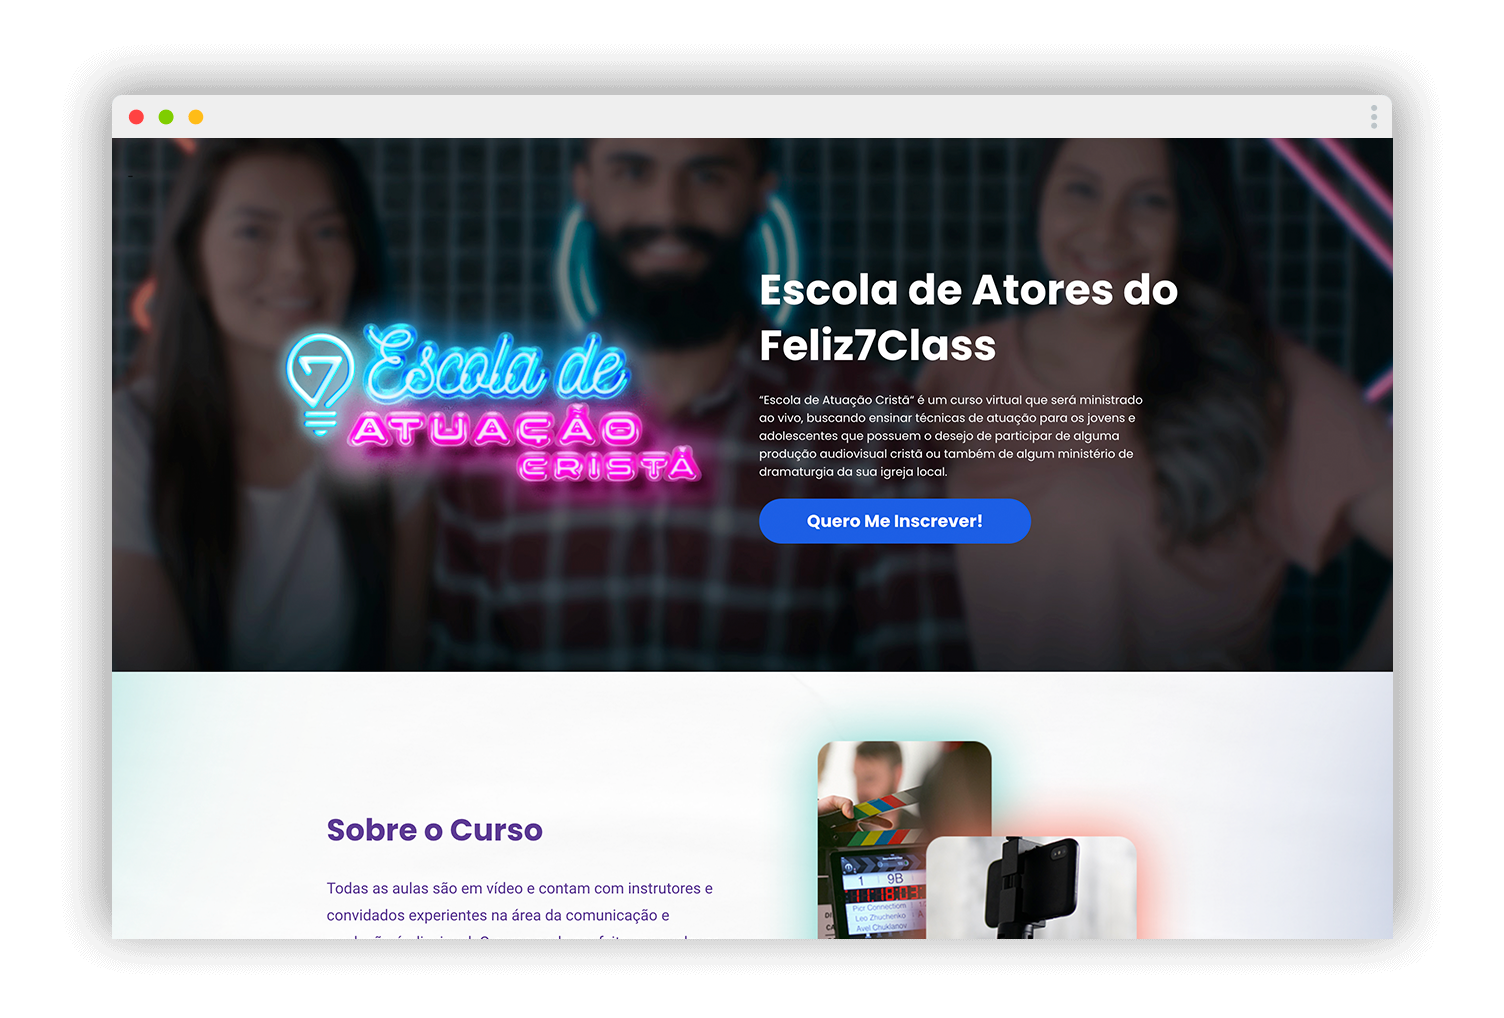 7
Escola de
ATUAÇÃO
CRISTÃ
Escola de Atores do
Feliz7Class
“Escola de Atuação Cristã“ é um curso virtual que será ministrado
ao vivo, buscando ensinar técnicas de atuação para os jovens e
adolescentes que possuem o desejo de participar de alguma
produção audiovisual cristã ou também de algum ministério de
dramaturgia da sua igreja local.
Quero Me Inscrever!
Sobre o Curso
Todas as aulas são em vídeo e contam com instrutores e
convidados experientes na área da comunicação e
1 9B
11:18:03
Picr Connectiom
Leo Zhuchenko
Avel Chuklanov